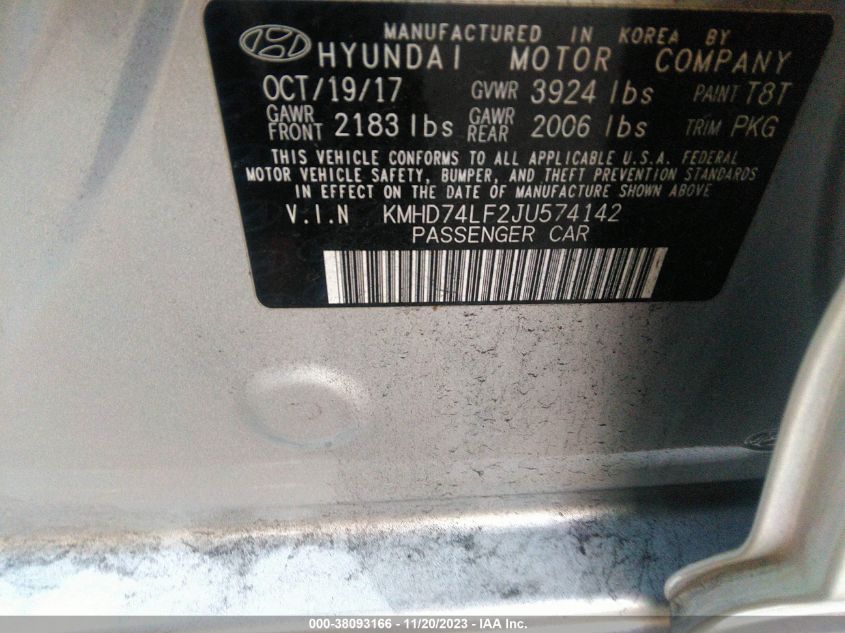 MANUFACTURED IN KOREA BY
HYUNDAI MOTOR COMPANY
OCT/19/17 GVWR 3924 lbs PAINT T8T
GAWR FRONT 2183 lbs GAWR REAR 2006 lbs TRIM PKG
THIS VEHICLE CONFORMS TO ALL APPLICABLE U.S.A. FEDERAL
MOTOR VEHICLE SAFETY, BUMPER, AND THEFT PREVENTION STANDARDS
IN EFFECT ON THE DATE OF MANUFACTURE SHOWN ABOVE
V.I.N KMHD74LF2JU574142
PASSENGER CAR
000-38093166 - 11/20/2023 - IAA Inc.